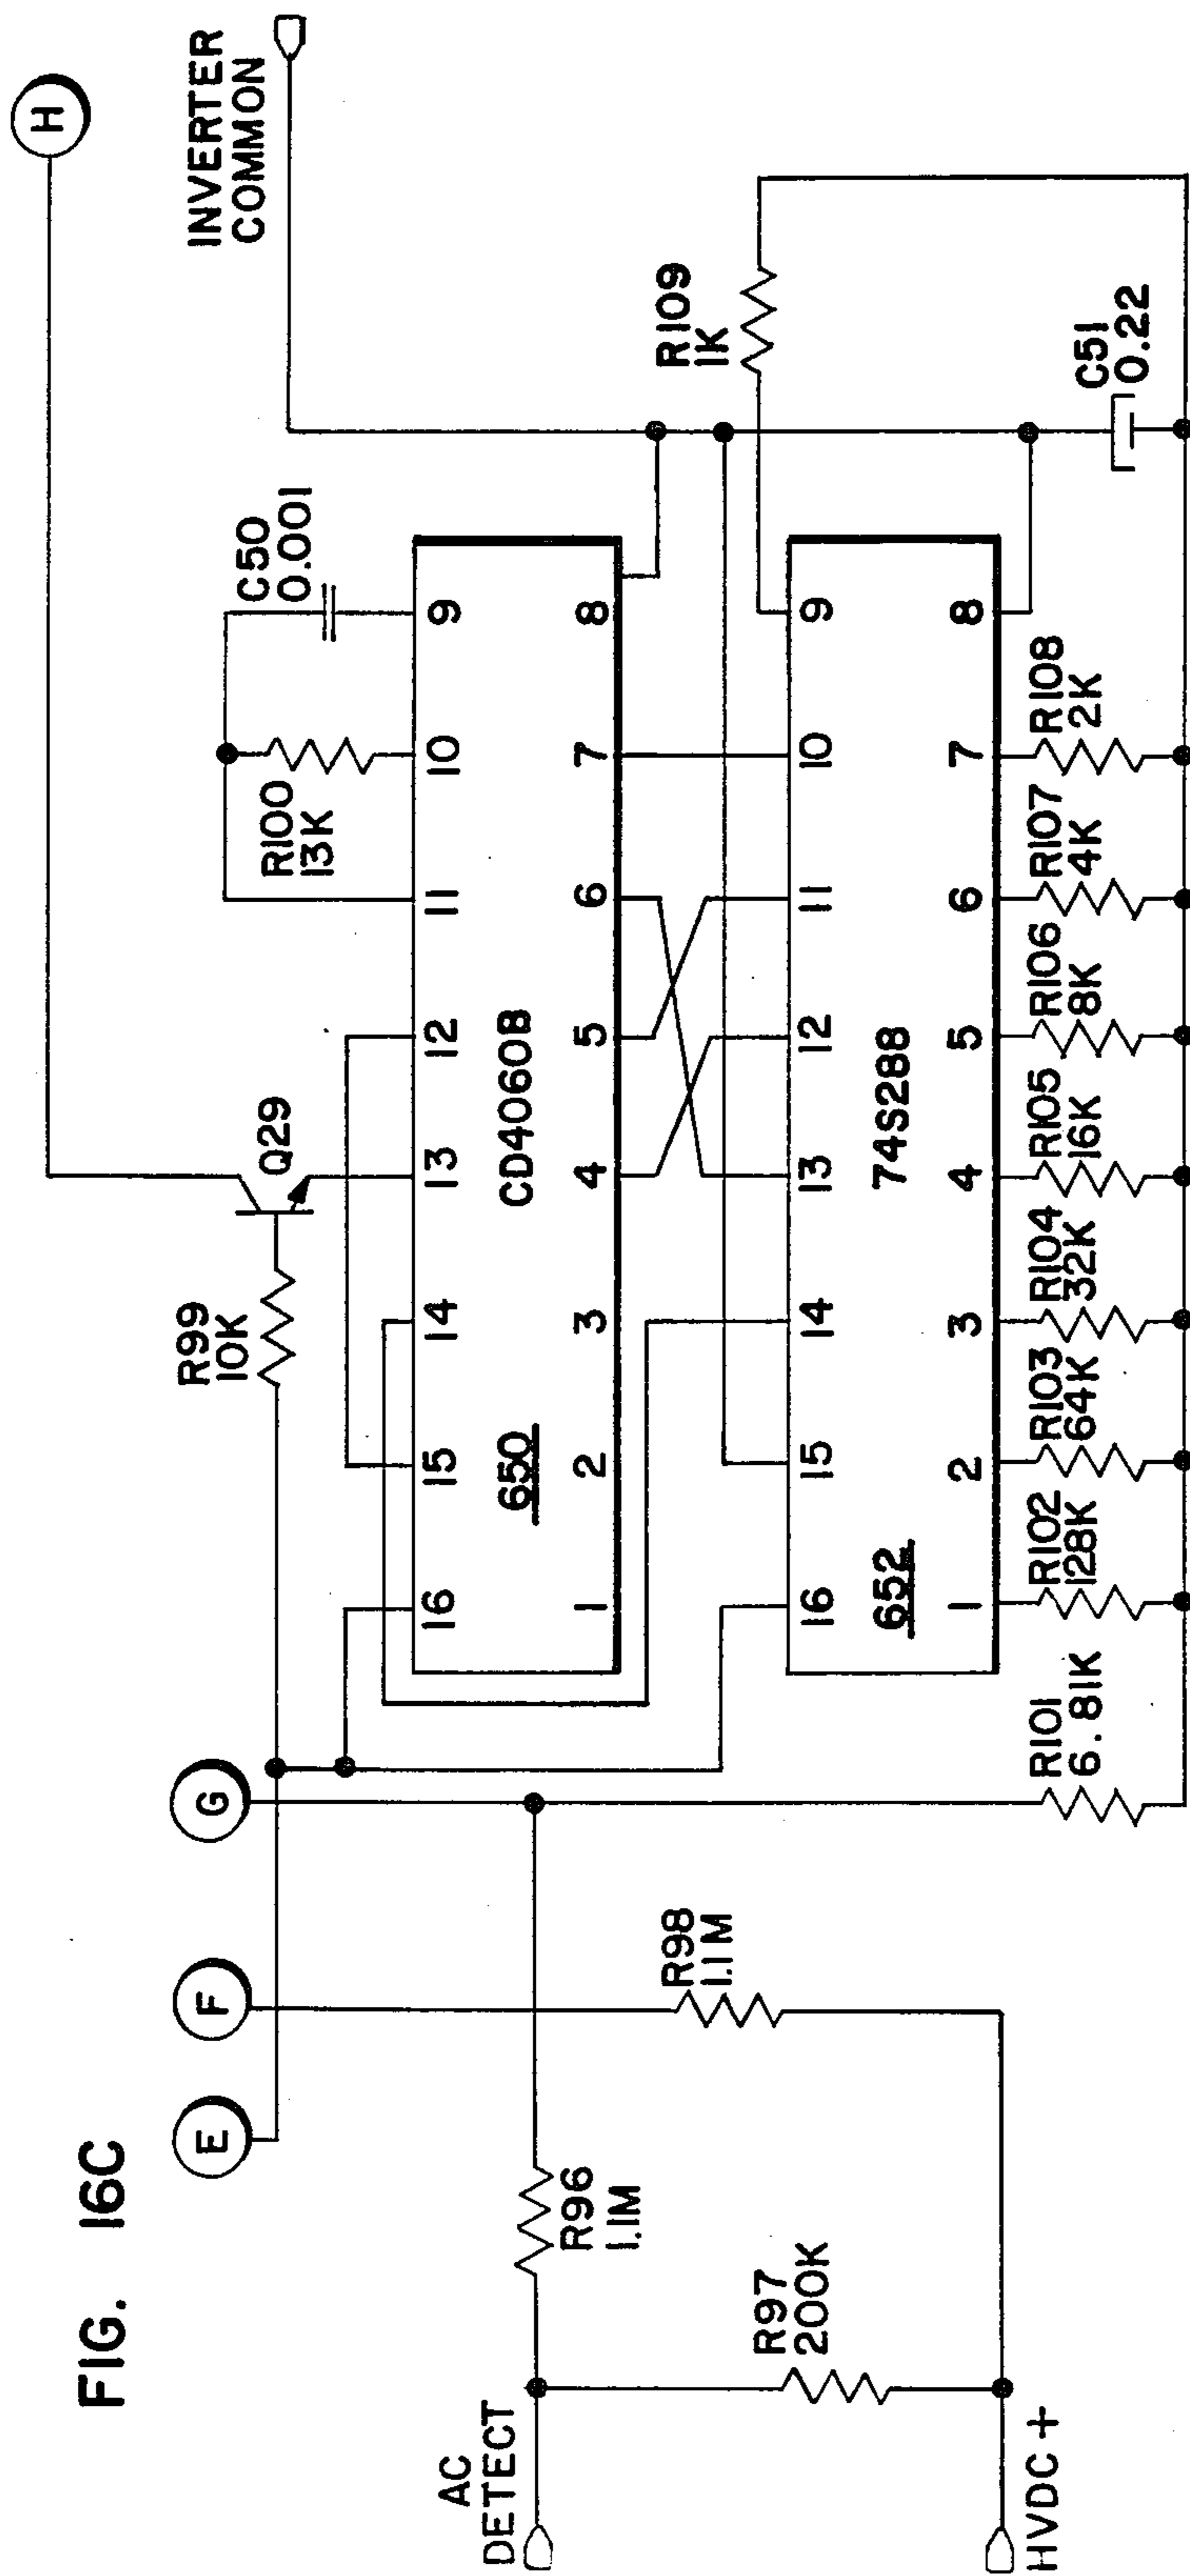 FIG. 16C
E
F
G
H
INVERTER
COMMON
R99
10K
Q29
R100
13K
C50
0.001
16
15
14
13
12
11
10
9
650
CD4060B
1
2
3
4
5
6
7
8
AC
DETECT
R96
1.1M
R98
1.1M
R97
200K
HVDC +
R109
1K
16
15
14
13
12
11
10
9
652
74S288
1
2
3
4
5
6
7
8
R101
6.81K
R102
128K
R103
64K
R104
32K
R105
16K
R106
8K
R107
4K
R108
2K
C51
0.22